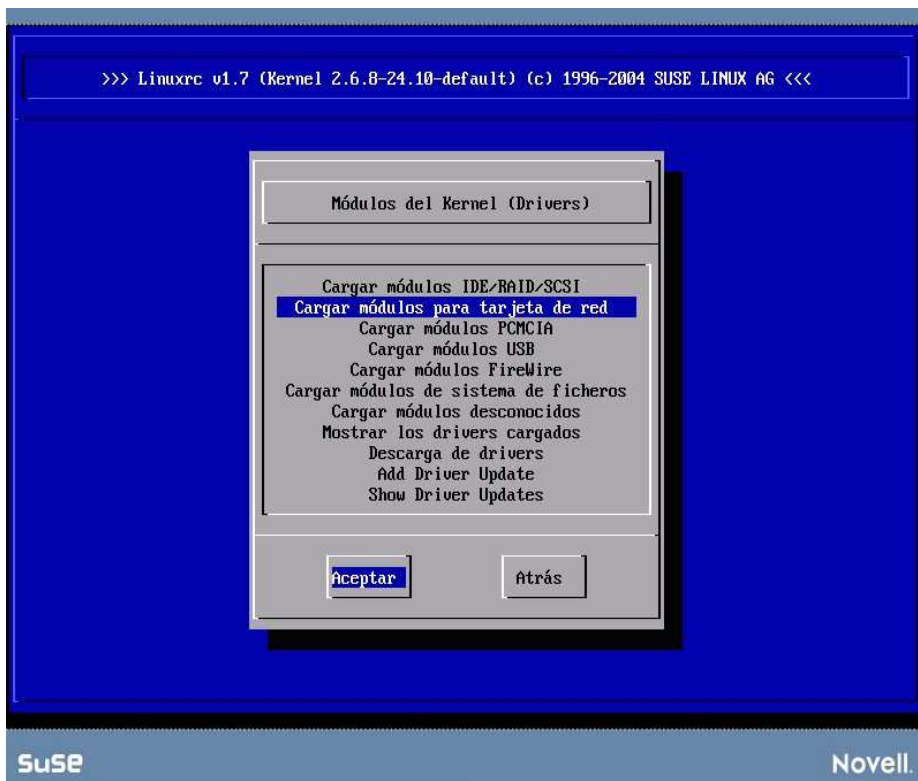 >>> Linuxrc v1.7 (Kernel 2.6.8-24.10-default) (c) 1996-2004 SUSE LINUX AG <<<
Módulos del Kernel (Drivers)
Cargar módulos IDE/RAID/SCSI
Cargar módulos para tarjeta de red
Cargar módulos PCMCIA
Cargar módulos USB
Cargar módulos FireWire
Cargar módulos de sistema de ficheros
Cargar módulos desconocidos
Mostrar los drivers cargados
Descarga de drivers
Add Driver Update
Show Driver Updates
Aceptar Atrás
SuSE Novell.